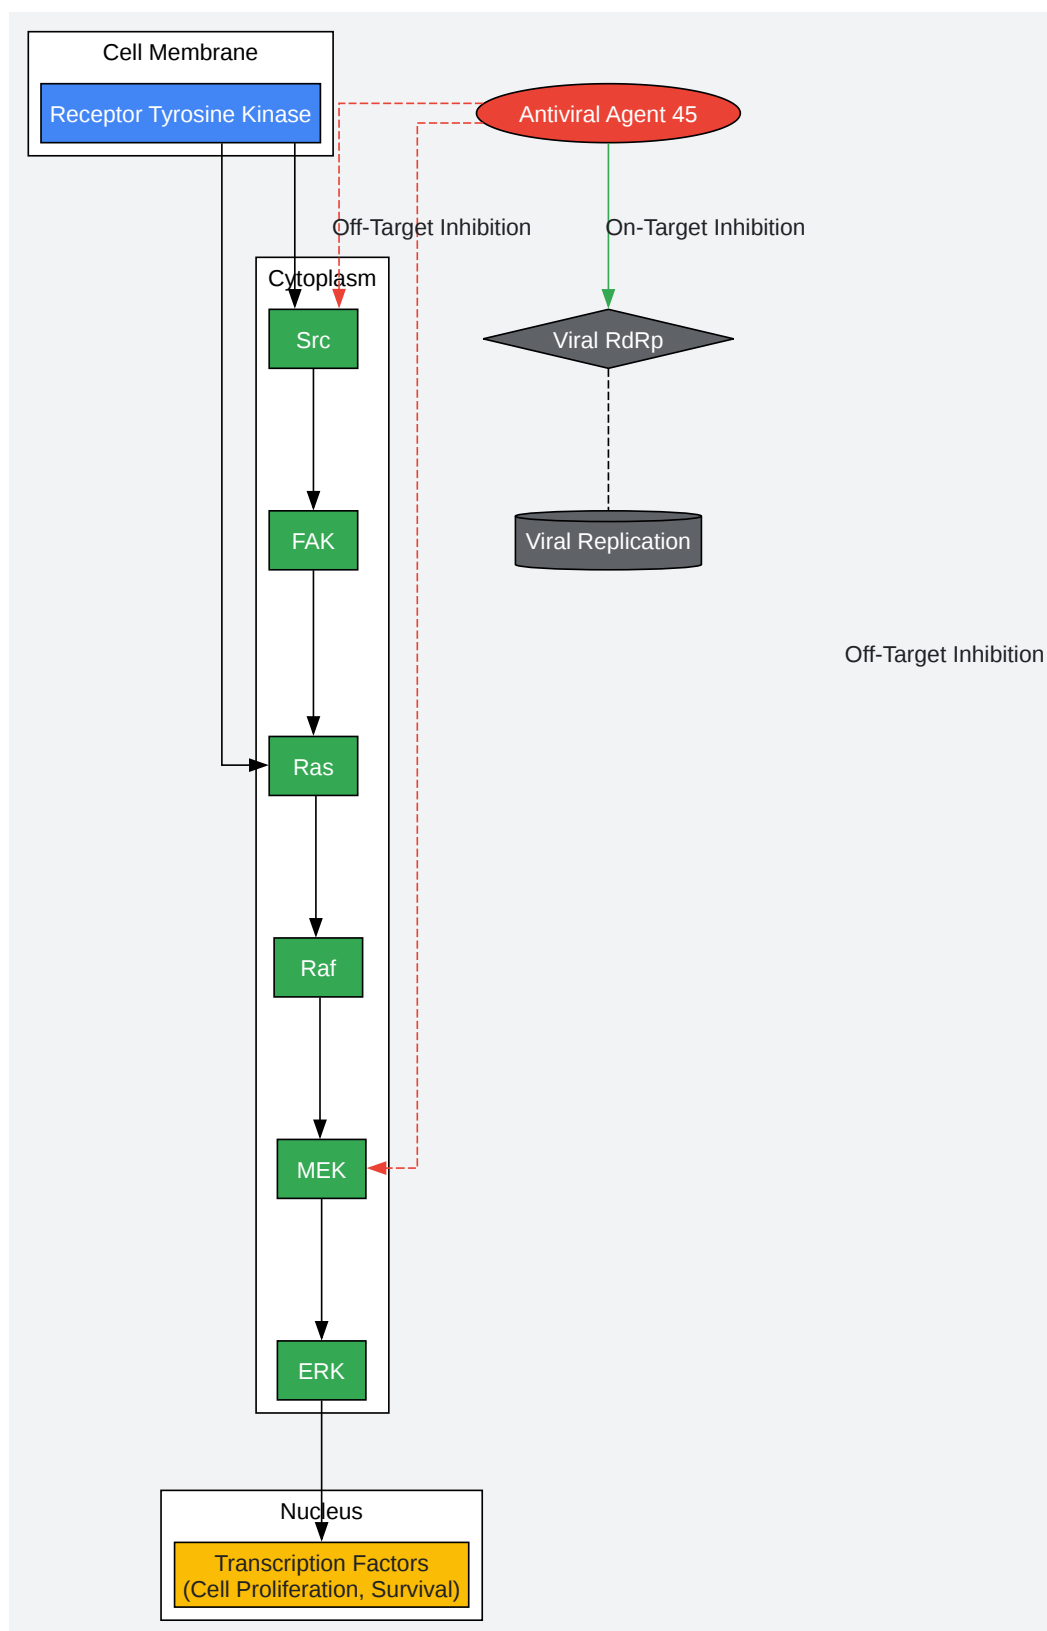 Cell Membrane
Receptor Tyrosine Kinase
Antiviral Agent 45
Off-Target Inhibition
On-Target Inhibition
Cytoplasm
Src
Viral RdRp
FAK
Viral Replication
Off-Target Inhibition
Ras
Raf
MEK
ERK
Nucleus
Transcription Factors
(Cell Proliferation, Survival)